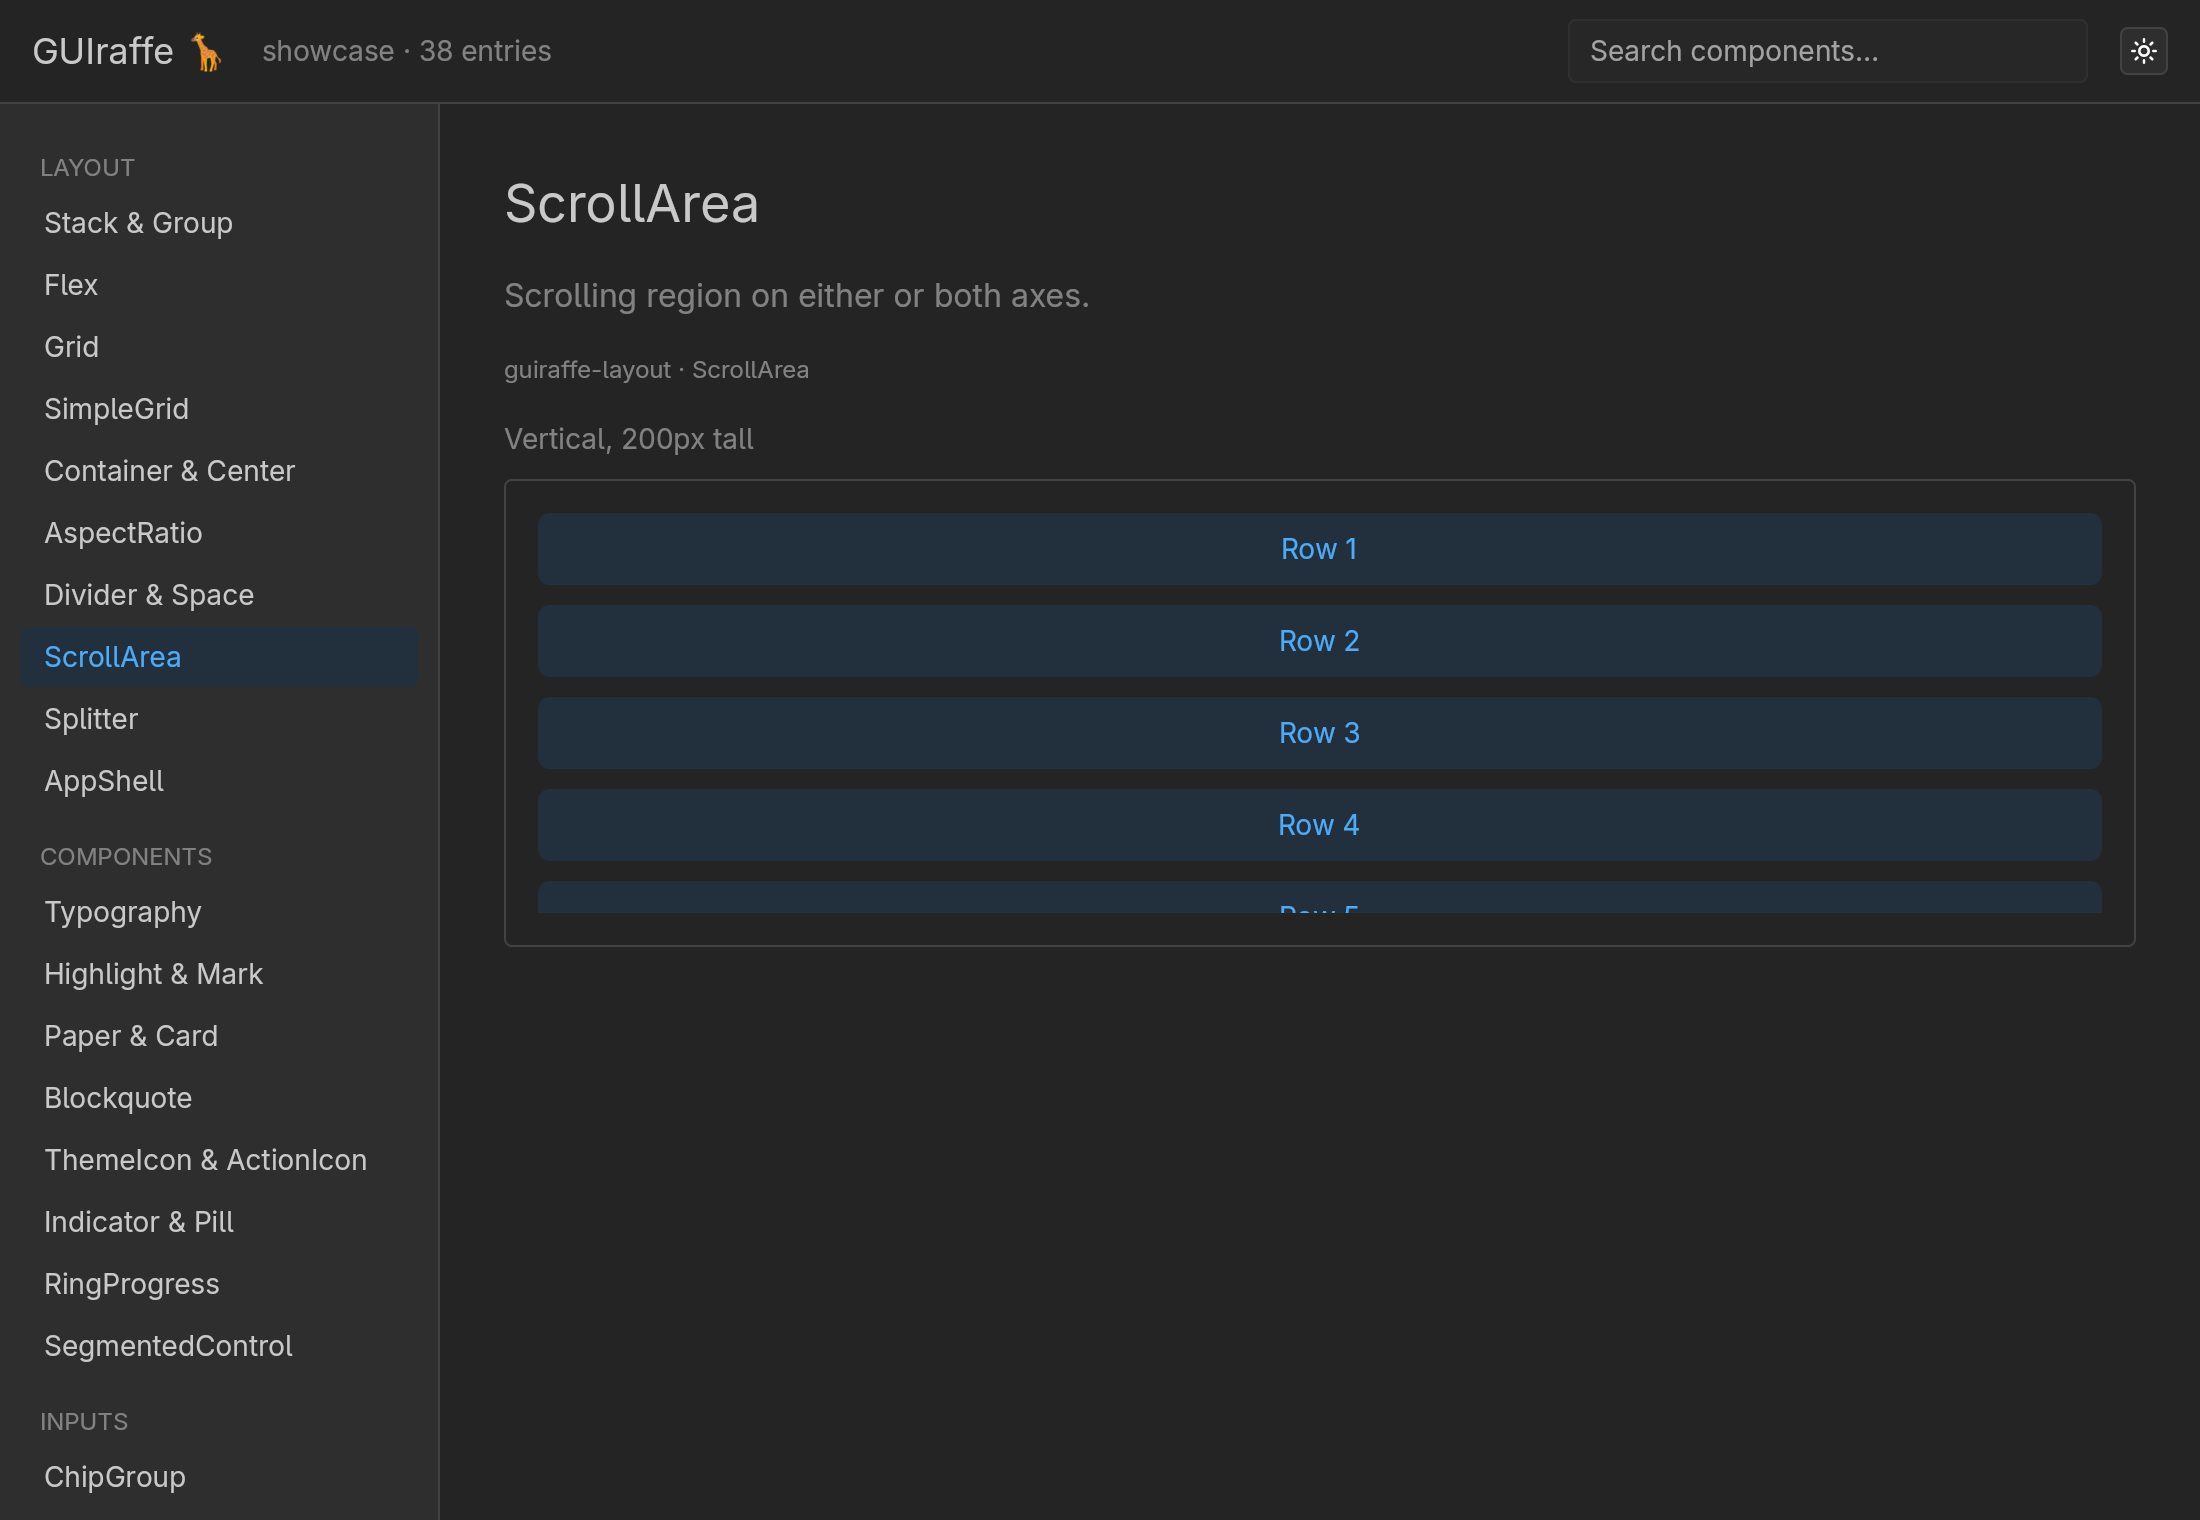 GUIraffe 🦒 showcase · 38 entries
Search components...
LAYOUT
Stack & Group
Flex
Grid
SimpleGrid
Container & Center
AspectRatio
Divider & Space
ScrollArea
Splitter
AppShell
COMPONENTS
Typography
Highlight & Mark
Paper & Card
Blockquote
ThemeIcon & ActionIcon
Indicator & Pill
RingProgress
SegmentedControl
INPUTS
ChipGroup
ScrollArea
Scrolling region on either or both axes.
guiraffe-layout · ScrollArea
Vertical, 200px tall
Row 1
Row 2
Row 3
Row 4
Row 5